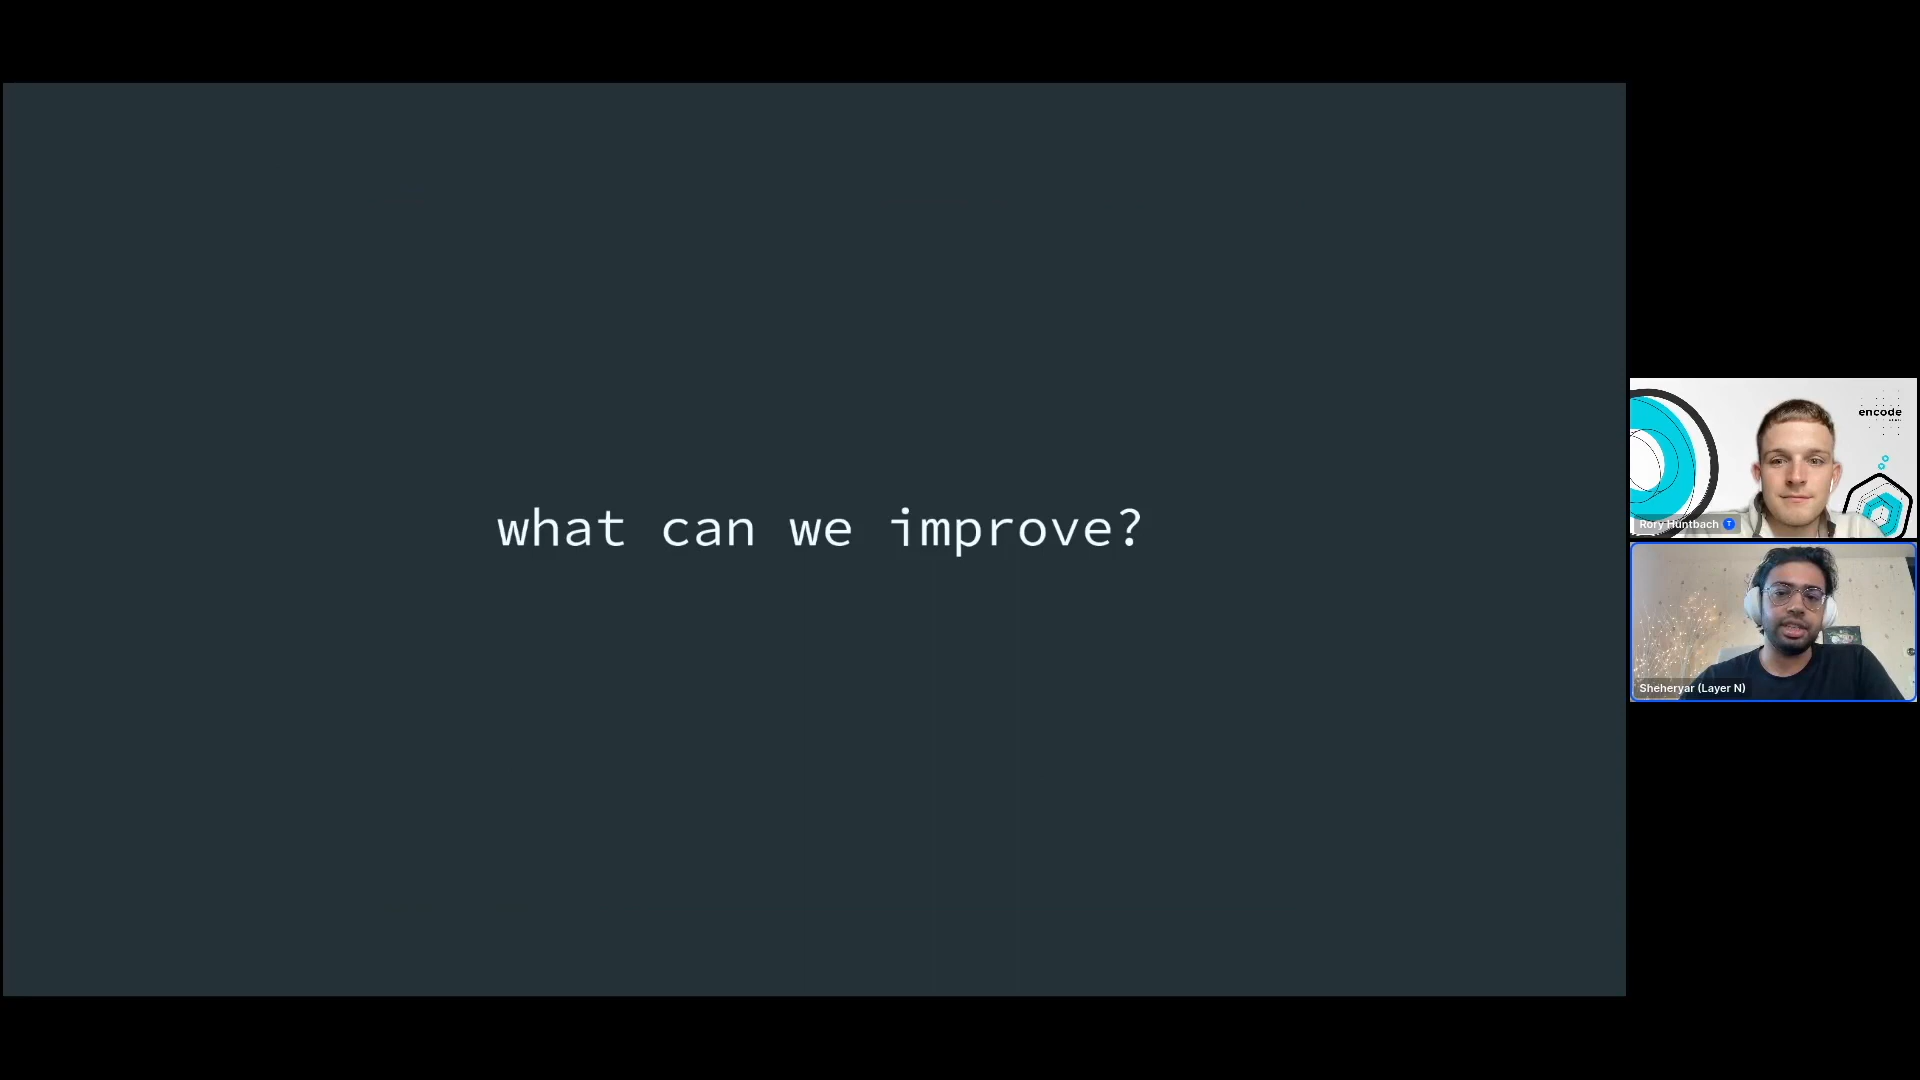 what can we improve?
encode
Rory Huntbach
Sheheryar (Layer N)